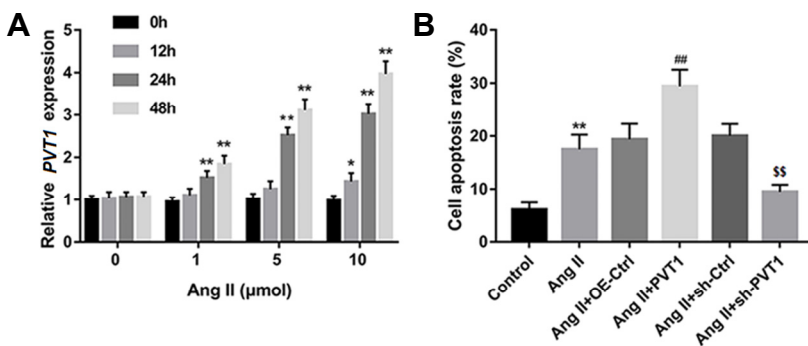 A
Relative PVT1 expression
5
4
3
2
1
0
0h
12h
24h
48h
** **
** **
* ** **
0 1 5 10
Ang II (μmol)
B
Cell apoptosis rate (%)
40
30
20
10
0
**
##
$$
Control
Ang II
Ang II+OE-Ctrl
Ang II+PVT1
Ang II+sh-Ctrl
Ang II+sh-PVT1